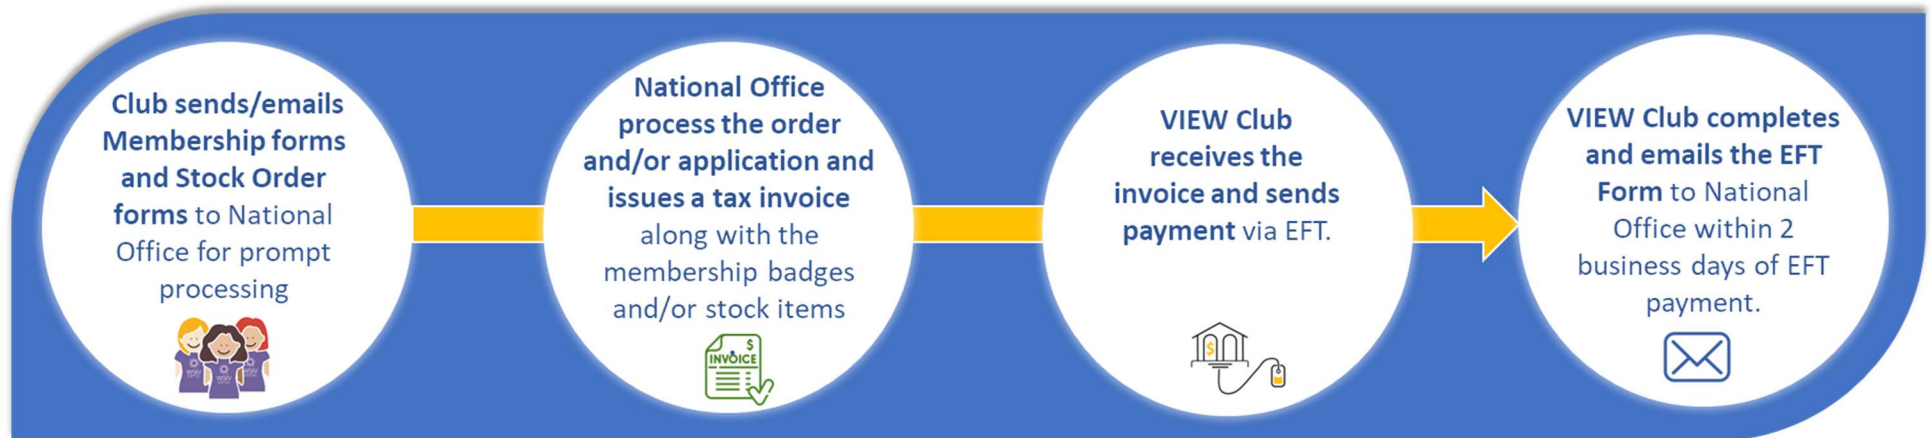 Club sends/emails
Membership forms
and Stock Order
forms to National
Office for prompt
processing
National Office
process the order
and/or application and
issues a tax invoice
along with the
membership badges
and/or stock items
$
INVOICE
VIEW Club
receives the
invoice and sends
payment via EFT.
$
VIEW Club completes
and emails the EFT
Form to National
Office within 2
business days of EFT
payment.